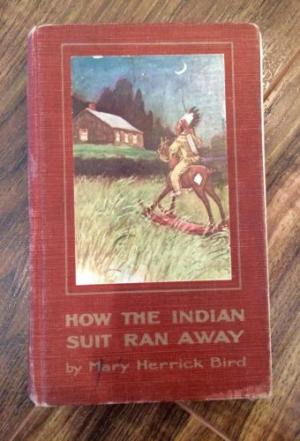 HOW THE INDIAN
SUIT RAN AWAY
by Mary Herrick Bird